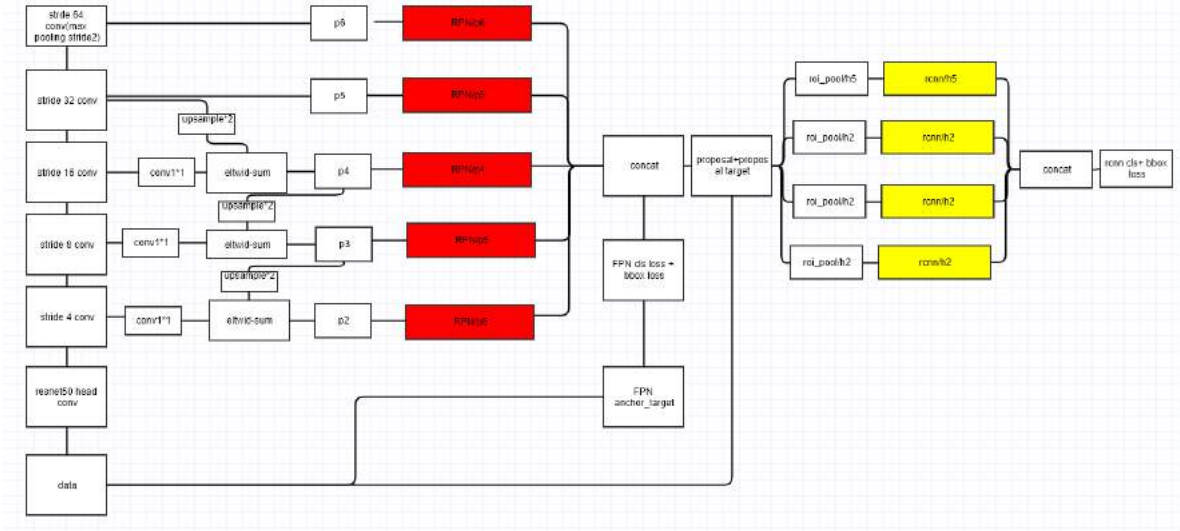 stride 64
conv(max
pooling stride2)
p6
RPN/p6
stride 32 conv
p5
RPN/p5
upsample*2
stride 16 conv
conv1*1
eltwid-sum
p4
RPN/p4
upsample*2
stride 8 conv
conv1*1
eltwid-sum
p3
RPN/p5
upsample*2
stride 4 conv
conv1*1
eltwid-sum
p2
RPN/p6
resnet50 head
conv
data
concat
FPN cls loss +
bbox loss
FPN
ancher_target
proposal+propos
al target
roi_pool/h5
rcnn/h5
roi_pool/h2
rcnn/h2
roi_pool/h2
rcnn/h2
roi_pool/h2
rcnn/h2
concat
rcnn cls+ bbox
loss